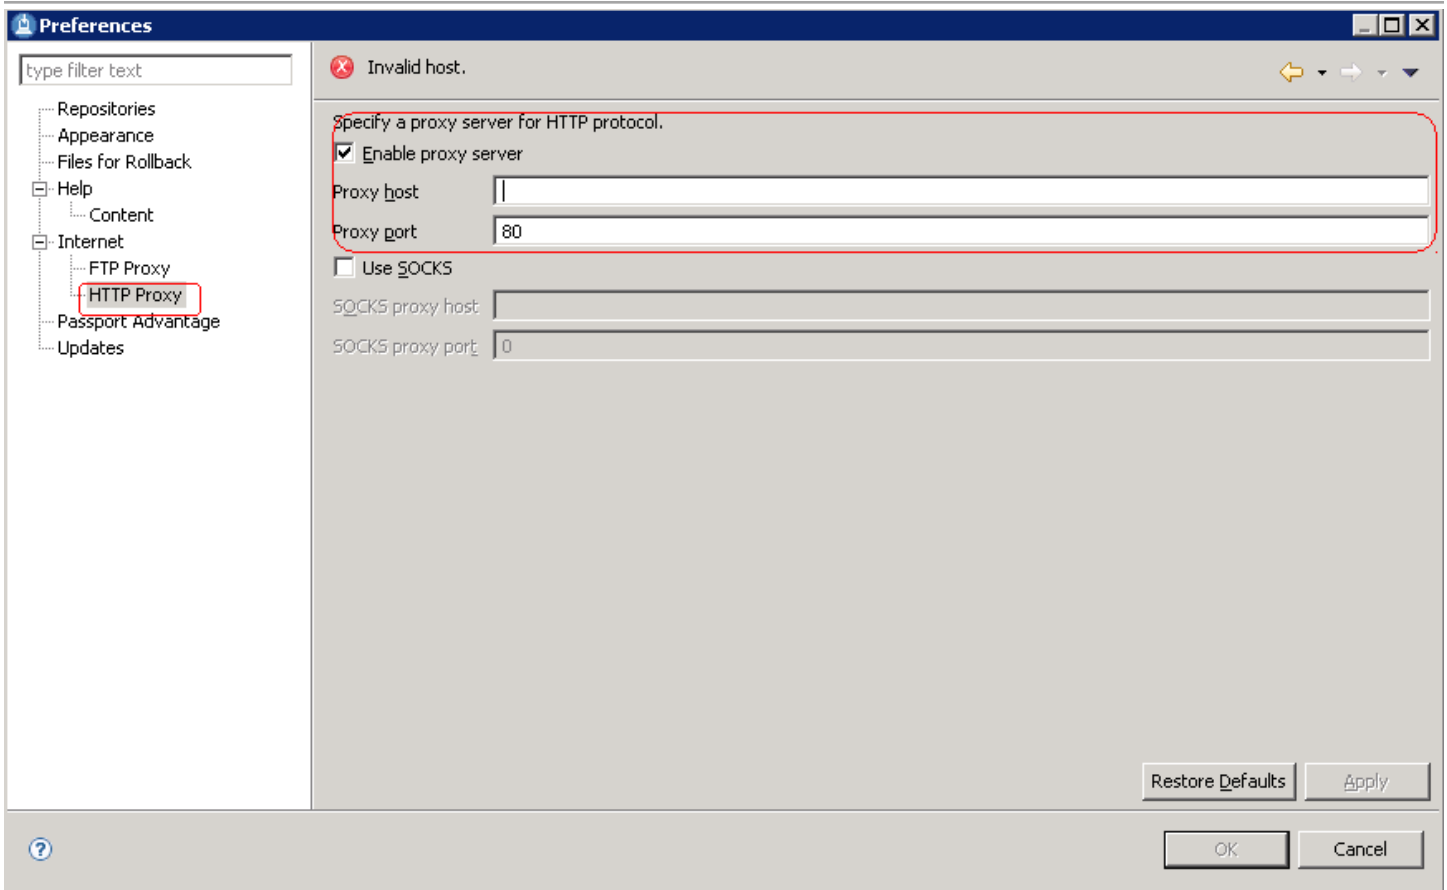 Preferences
type filter text
Invalid host.
Repositories
Appearance
Files for Rollback
Help
Content
Internet
FTP Proxy
HTTP Proxy
Passport Advantage
Updates
Specify a proxy server for HTTP protocol.
Enable proxy server
Proxy host
Proxy port 80
Use SOCKS
SOCKS proxy host
SOCKS proxy port 0
Restore Defaults Apply
? OK Cancel